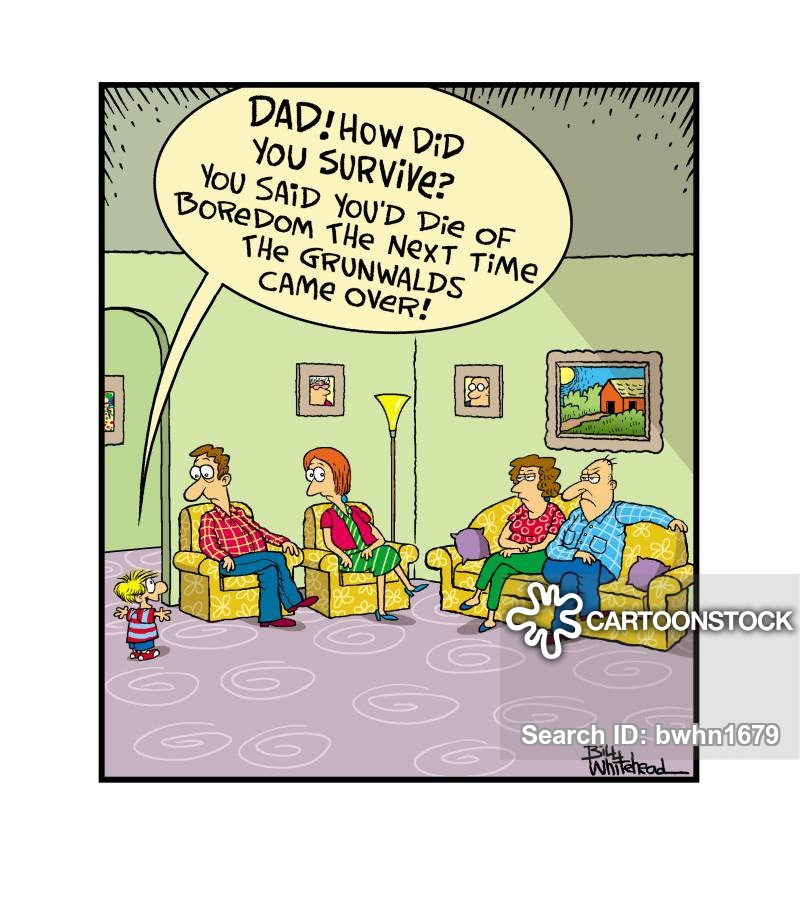 DAD! HOW DID
YOU SURVIVE?
YOU SAID YOU'D DIE OF
BOREDOM THE NEXT TIME
THE GRUNWALDS
CAME OVER!
CARTOONSTOCK
Search ID: bwhn1679
Bill
Whitehead